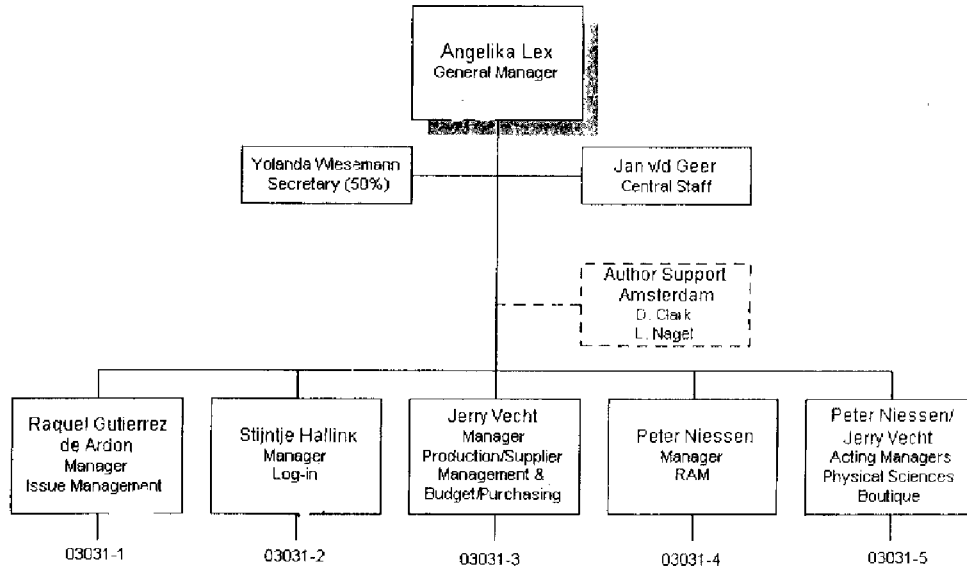 Angelika Lex
General Manager
Yolanda Wiesemann
Secretary (50%)
Jan v/d Geer
Central Staff
Author Support
Amsterdam
D. Clark
L. Nagel
Raquel Gutierrez
de Ardon
Manager
Issue Management
Stijntje Hallink
Manager
Log-in
Jerry Vecht
Manager
Production/Supplier
Management &
Budget/Purchasing
Peter Niessen
Manager
RAM
Peter Niessen/
Jerry Vecht
Acting Managers
Physical Sciences
Boutique
03031-1
03031-2
03031-3
03031-4
03031-5